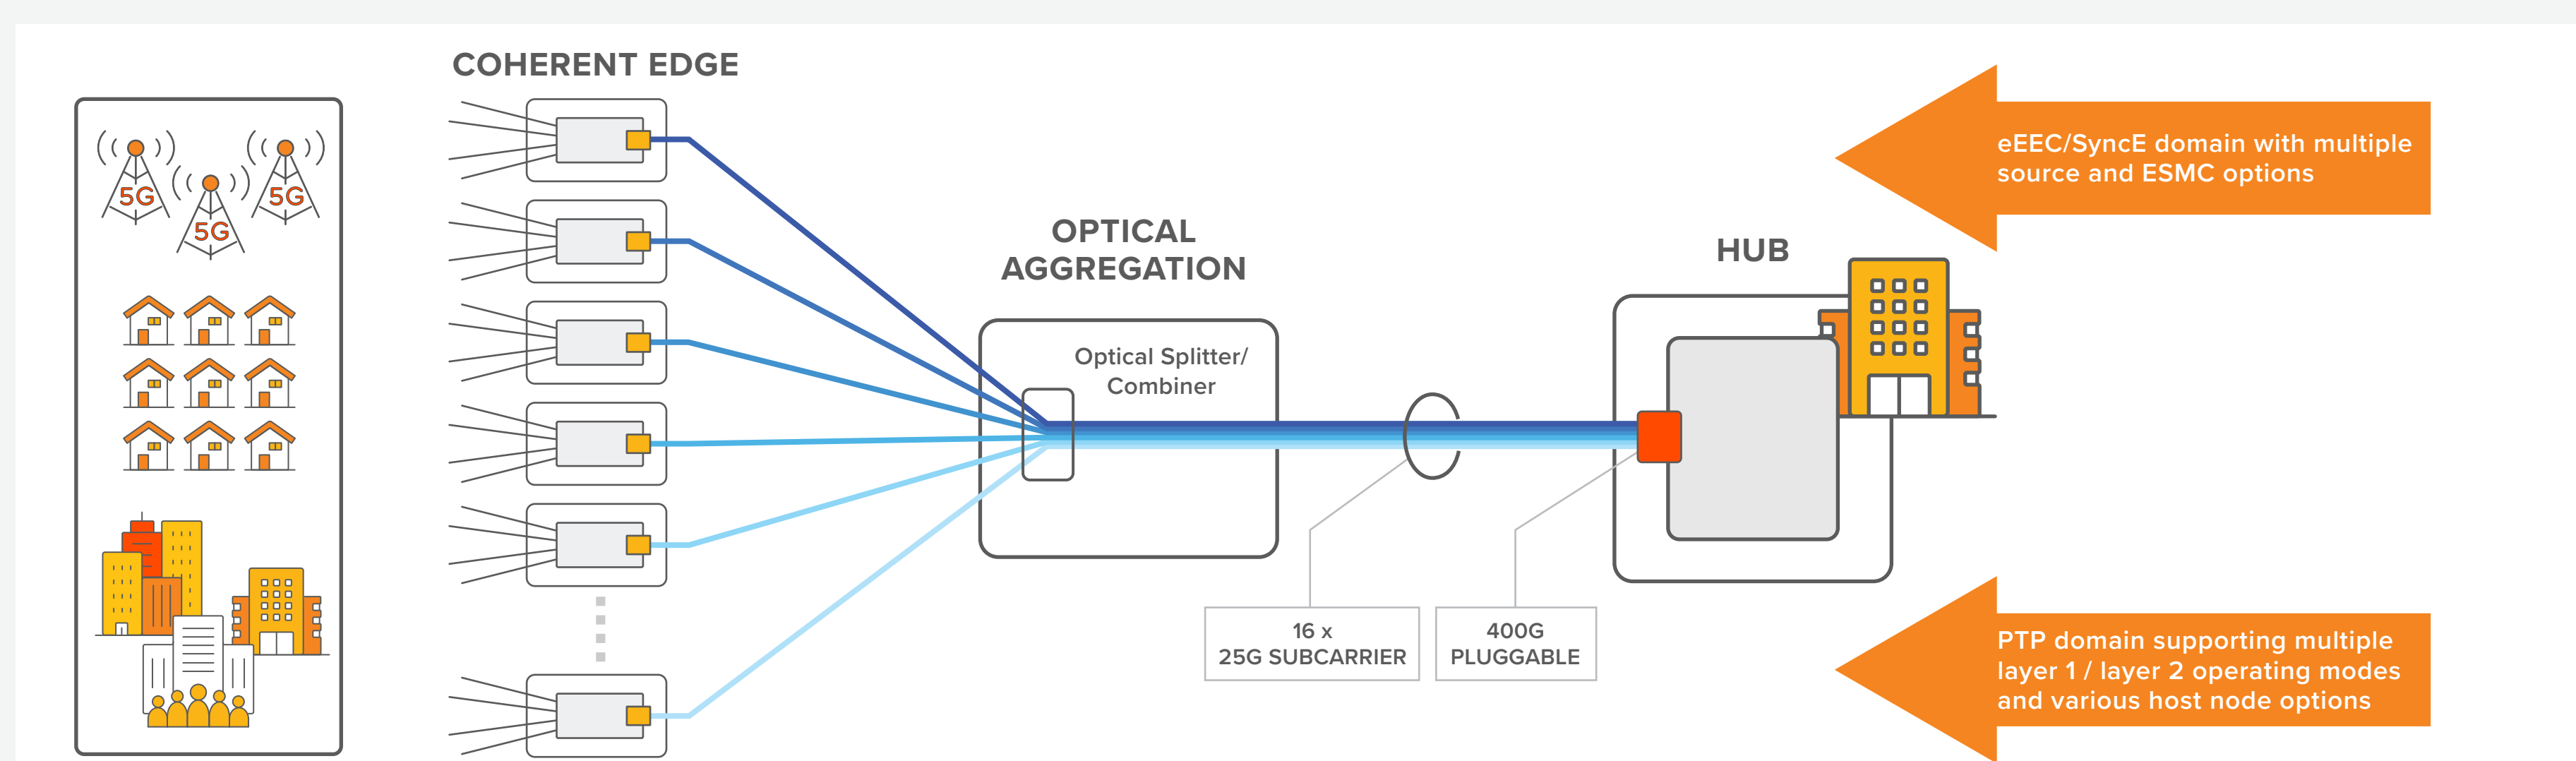 COHERENT EDGE
5G
5G
5G
OPTICAL
AGGREGATION
Optical Splitter/
Combiner
16 x
25G SUBCARRIER
400G
PLUGGABLE
HUB
eEEC/SyncE domain with multiple
source and ESMC options
PTP domain supporting multiple
layer 1 / layer 2 operating modes
and various host node options